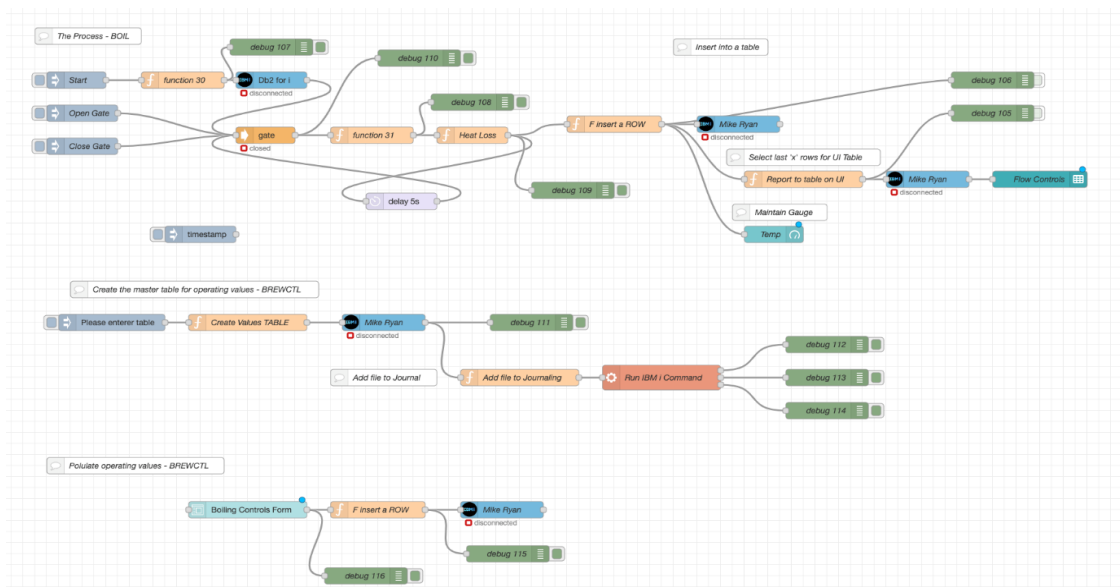 The Process - BOIL
debug 107
Insert into a table
debug 110
Start
function 30
Db2 for i
disconnected
debug 106
debug 108
debug 105
Open Gate
F insert a ROW
Mike Ryan
disconnected
gate
closed
function 31
Heat Loss
Close Gate
Select last 'x' rows for UI Table
Report to table on UI
Mike Ryan
disconnected
Flow Controls
debug 109
delay 5s
Maintain Gauge
timestamp
Temp
Create the master table for operating values - BREWCTL
Please enterer table
Create Values TABLE
Mike Ryan
disconnected
debug 111
debug 112
Add file to Journal
Add file to Journaling
Run IBM i Command
debug 113
debug 114
Polulate operating values - BREWCTL
Boiling Controls Form
F insert a ROW
Mike Ryan
disconnected
debug 115
debug 116